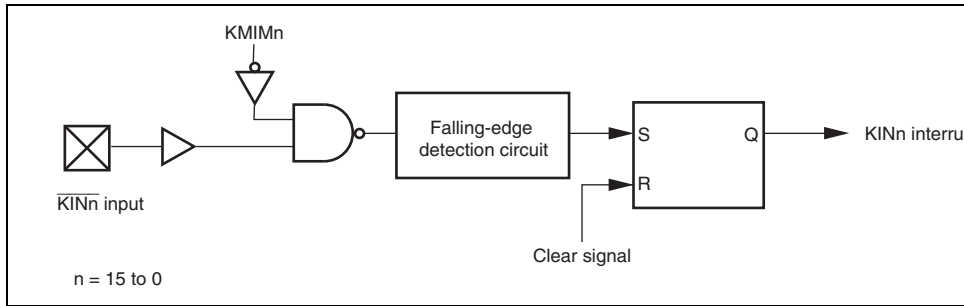 KMIMn
Falling-edge
detection circuit
S
Q
KINn interru
R
KINn input
Clear signal
n = 15 to 0